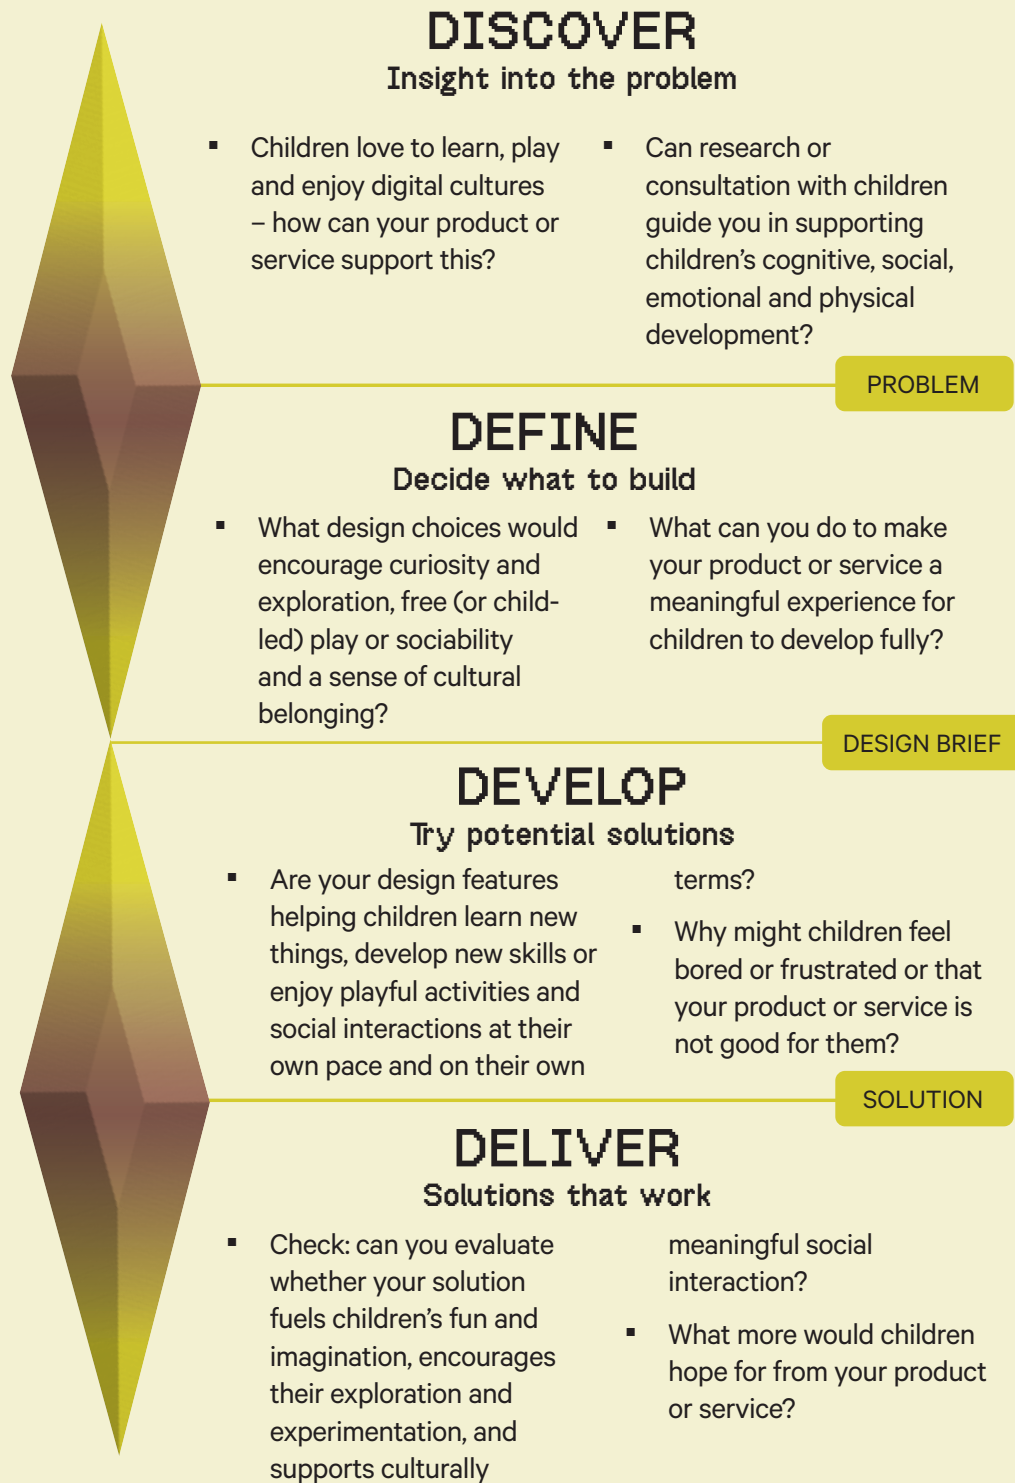 DISCOVER
Insight into the problem
▪ Children love to learn, play
and enjoy digital cultures
– how can your product or
service support this?
▪ Can research or
consultation with children
guide you in supporting
children’s cognitive, social,
emotional and physical
development?
PROBLEM
DEFINE
Decide what to build
▪ What design choices would
encourage curiosity and
exploration, free (or child-
led) play or sociability
and a sense of cultural
belonging?
▪ What can you do to make
your product or service a
meaningful experience for
children to develop fully?
DESIGN BRIEF
DEVELOP
Try potential solutions
▪ Are your design features
helping children learn new
things, develop new skills or
enjoy playful activities and
social interactions at their
own pace and on their own
terms?
▪ Why might children feel
bored or frustrated or that
your product or service is
not good for them?
SOLUTION
DELIVER
Solutions that work
▪ Check: can you evaluate
whether your solution
fuels children’s fun and
imagination, encourages
their exploration and
experimentation, and
supports culturally
meaningful social
interaction?
▪ What more would children
hope for from your product
or service?